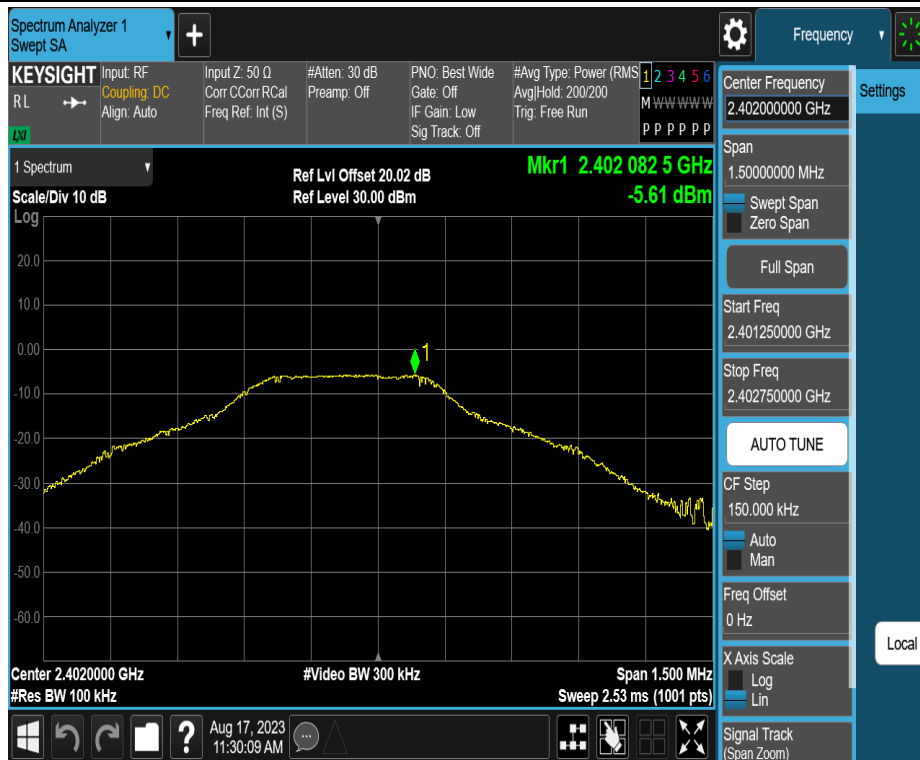 Spectrum Analyzer 1
Swept SA
Frequency
KEYSIGHT
RL
LXI
Input: RF
Coupling: DC
Align: Auto
Input Z: 50 Ω
Corr CCorr RCal
Freq Ref: Int (S)
#Atten: 30 dB
Preamp: Off
PNO: Best Wide
Gate: Off
IF Gain: Low
Sig Track: Off
#Avg Type: Power (RMS
Avg|Hold: 200/200
Trig: Free Run
1 2 3 4 5 6
M W W W W W
P P P P P P
Center Frequency
2.402000000 GHz
Settings
Span
1.50000000 MHz
Swept Span
Zero Span
Full Span
Start Freq
2.401250000 GHz
Stop Freq
2.402750000 GHz
AUTO TUNE
CF Step
150.000 kHz
Auto
Man
Freq Offset
0 Hz
Local
X Axis Scale
Log
Lin
Signal Track
(Span Zoom)
1 Spectrum
Scale/Div 10 dB
Log
Ref Lvl Offset 20.02 dB
Ref Level 30.00 dBm
Mkr1 2.402 082 5 GHz
-5.61 dBm
20.0
10.0
0.00
1
-10.0
-20.0
-30.0
-40.0
-50.0
-60.0
Center 2.4020000 GHz
#Res BW 100 kHz
#Video BW 300 kHz
Span 1.500 MHz
Sweep 2.53 ms (1001 pts)
Aug 17, 2023
11:30:09 AM